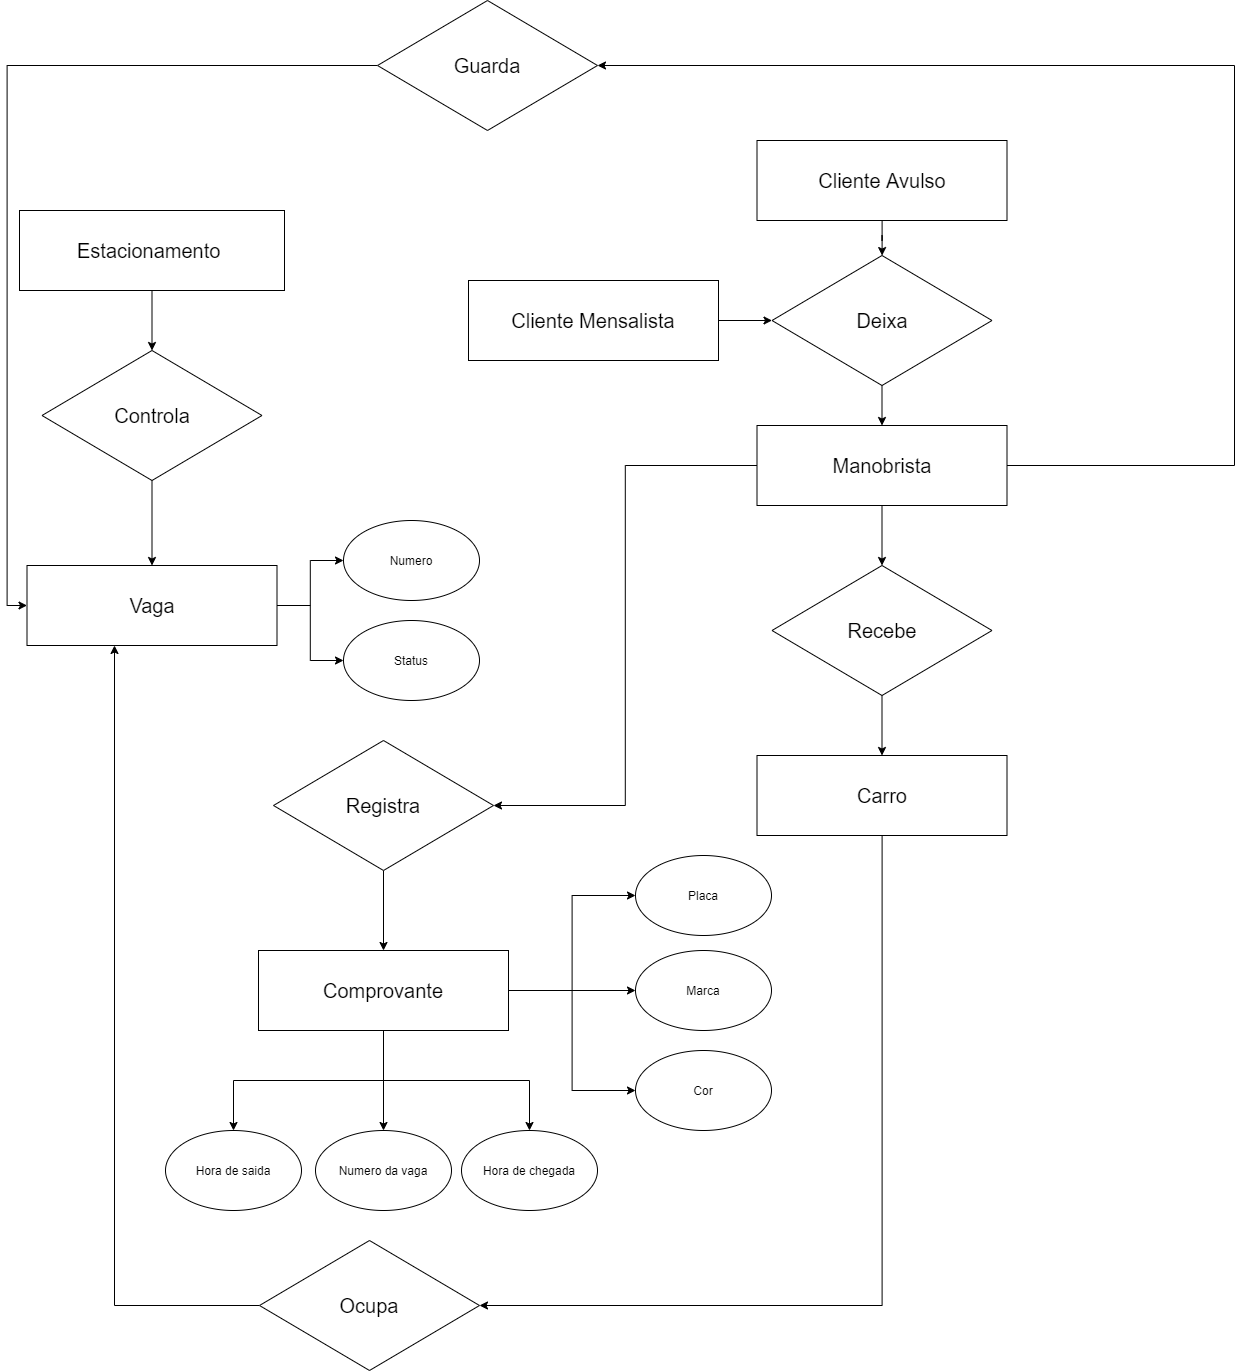 Guarda
Cliente Avulso
Estacionamento
Cliente Mensalista
Deixa
Controla
Manobrista
Numero
Vaga
Recebe
Status
Carro
Registra
Placa
Comprovante
Marca
Cor
Hora de saida
Numero da vaga
Hora de chegada
Ocupa